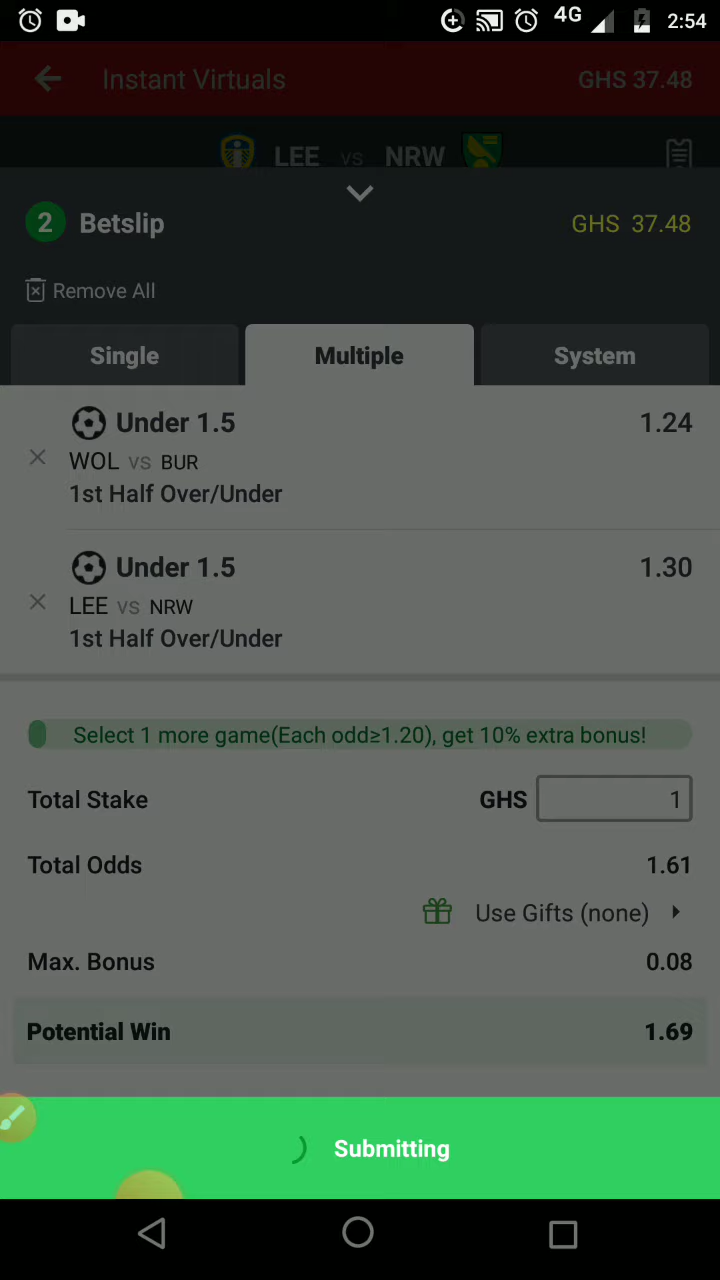 4G 2:54
Instant Virtuals GHS 37.48
LEE vs NRW
2 Betslip GHS 37.48
Remove All
Single Multiple System
Under 1.5 1.24
WOL vs BUR
1st Half Over/Under
Under 1.5 1.30
LEE vs NRW
1st Half Over/Under
Select 1 more game(Each odd≥1.20), get 10% extra bonus!
Total Stake GHS 1
Total Odds 1.61
Use Gifts (none)
Max. Bonus 0.08
Potential Win 1.69
Submitting